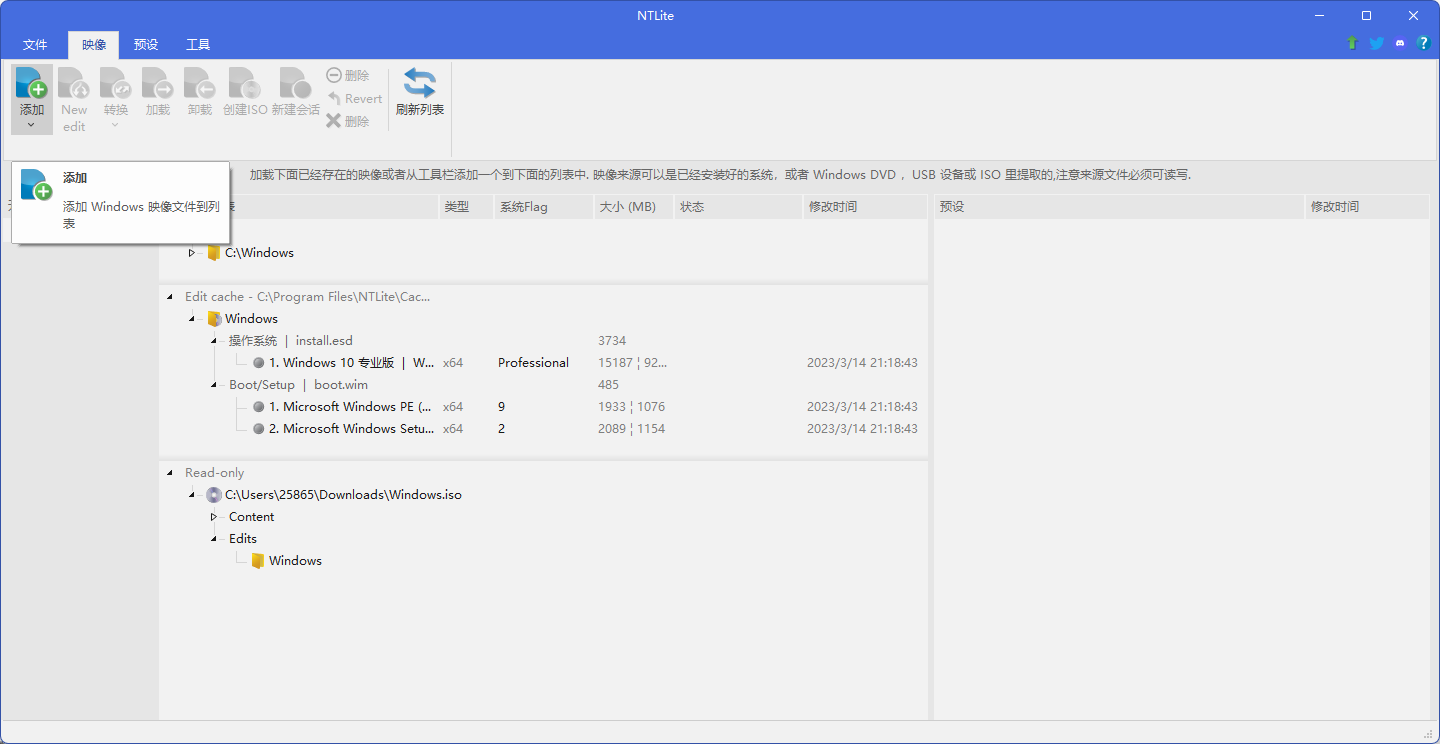 NTLite
文件 映像 预设 工具
添加 New edit 转换 加载 卸载 创建ISO 新建会话 删除 Revert 删除 刷新列表
添加
添加 Windows 映像文件到列
表
加载下面已经存在的映像或者从工具栏添加一个到下面的列表中. 映像来源可以是已经安装好的系统，或者 Windows DVD ，USB 设备或 ISO 里提取的,注意来源文件必须可读写.
表 类型 系统Flag 大小 (MB) 状态 修改时间 预设 修改时间
C:\Windows
Edit cache - C:\Program Files\NTLite\Cac...
Windows
操作系统 | install.esd 3734
1. Windows 10 专业版 | W... x64 Professional 15187 ¦ 92... 2023/3/14 21:18:43
Boot/Setup | boot.wim 485
1. Microsoft Windows PE (... x64 9 1933 ¦ 1076 2023/3/14 21:18:43
2. Microsoft Windows Setu... x64 2 2089 ¦ 1154 2023/3/14 21:18:43
Read-only
C:\Users\25865\Downloads\Windows.iso
Content
Edits
Windows